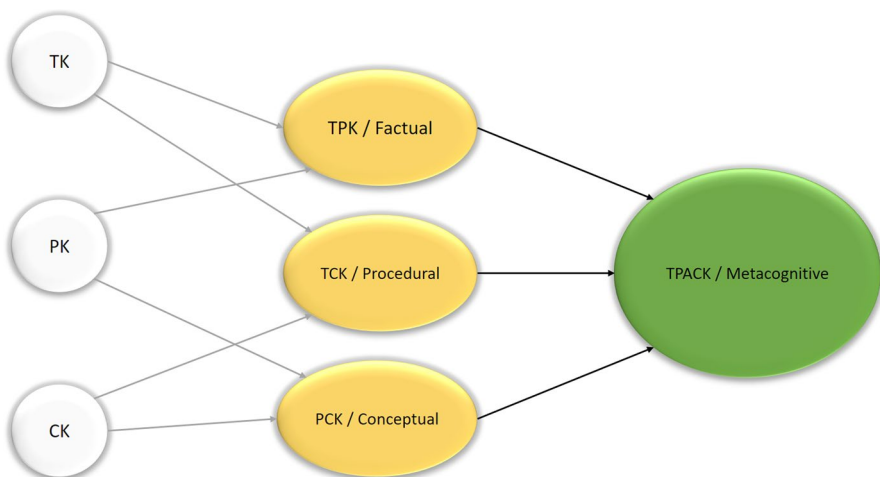 TK
TPK / Factual
PK
TCK / Procedural
TPACK / Metacognitive
PCK / Conceptual
CK